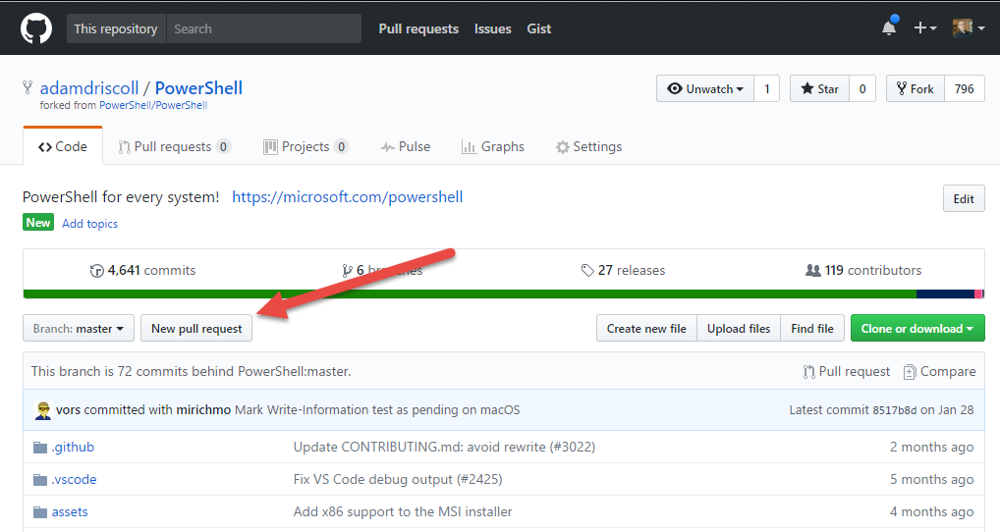 This repository Search Pull requests Issues Gist
adamdriscoll / PowerShell Unwatch 1 Star 0 Fork 796
forked from PowerShell/PowerShell
Code Pull requests 0 Projects 0 Pulse Graphs Settings
PowerShell for every system! https://microsoft.com/powershell Edit
New Add topics
4,641 commits 6 branches 27 releases 119 contributors
Branch: master New pull request Create new file Upload files Find file Clone or download
This branch is 72 commits behind PowerShell:master. Pull request Compare
vors committed with mirichmo Mark Write-Information test as pending on macOS Latest commit 8517b8d on Jan 28
.github Update CONTRIBUTING.md: avoid rewrite (#3022) 2 months ago
.vscode Fix VS Code debug output (#2425) 5 months ago
assets Add x86 support to the MSI installer 4 months ago